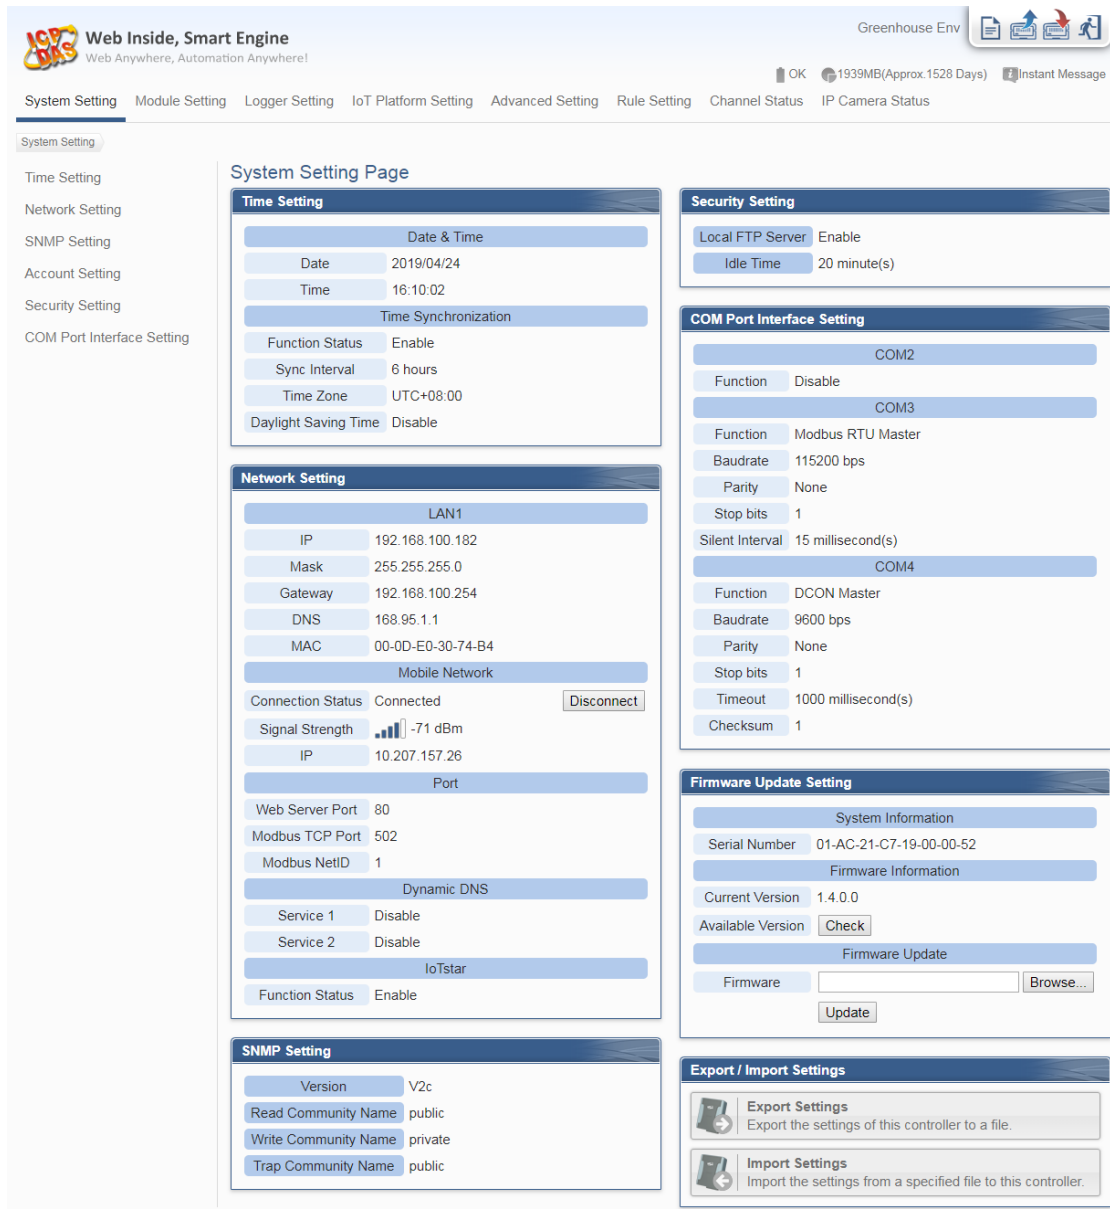 ICP DAS
Web Inside, Smart Engine
Web Anywhere, Automation Anywhere!
Greenhouse Env
OK 1939MB(Approx.1528 Days) Instant Message
System Setting Module Setting Logger Setting IoT Platform Setting Advanced Setting Rule Setting Channel Status IP Camera Status
System Setting
Time Setting
Network Setting
SNMP Setting
Account Setting
Security Setting
COM Port Interface Setting
System Setting Page
Time Setting
Date & Time
Date 2019/04/24
Time 16:10:02
Time Synchronization
Function Status Enable
Sync Interval 6 hours
Time Zone UTC+08:00
Daylight Saving Time Disable
Network Setting
LAN1
IP 192.168.100.182
Mask 255.255.255.0
Gateway 192.168.100.254
DNS 168.95.1.1
MAC 00-0D-E0-30-74-B4
Mobile Network
Connection Status Connected Disconnect
Signal Strength -71 dBm
IP 10.207.157.26
Port
Web Server Port 80
Modbus TCP Port 502
Modbus NetID 1
Dynamic DNS
Service 1 Disable
Service 2 Disable
IoTstar
Function Status Enable
SNMP Setting
Version V2c
Read Community Name public
Write Community Name private
Trap Community Name public
Security Setting
Local FTP Server Enable
Idle Time 20 minute(s)
COM Port Interface Setting
COM2
Function Disable
COM3
Function Modbus RTU Master
Baudrate 115200 bps
Parity None
Stop bits 1
Silent Interval 15 millisecond(s)
COM4
Function DCON Master
Baudrate 9600 bps
Parity None
Stop bits 1
Timeout 1000 millisecond(s)
Checksum 1
Firmware Update Setting
System Information
Serial Number 01-AC-21-C7-19-00-00-52
Firmware Information
Current Version 1.4.0.0
Available Version Check
Firmware Update
Firmware Browse...
Update
Export / Import Settings
Export Settings
Export the settings of this controller to a file.
Import Settings
Import the settings from a specified file to this controller.